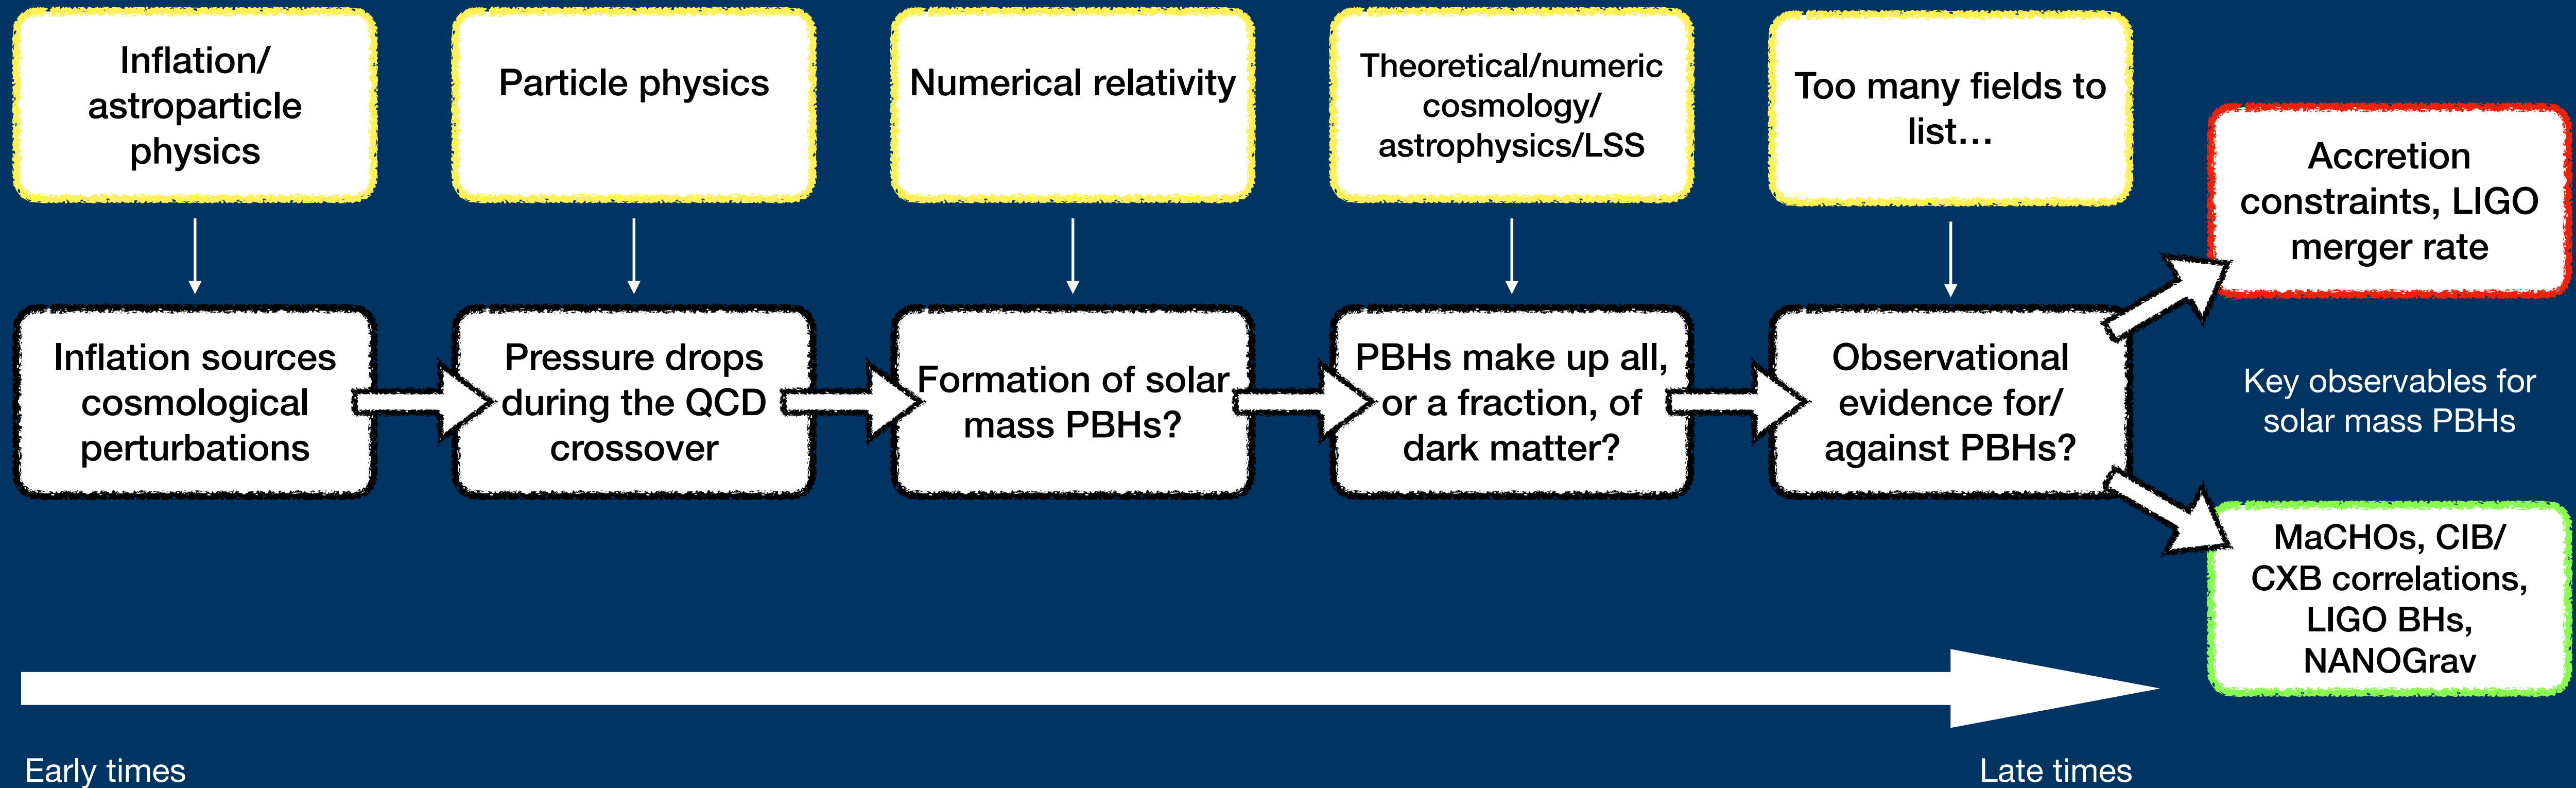 Inflation/
astroparticle
physics
Particle physics
Numerical relativity
Theoretical/numeric
cosmology/
astrophysics/LSS
Too many fields to
list…
Accretion
constraints, LIGO
merger rate
Inflation sources
cosmological
perturbations
Pressure drops
during the QCD
crossover
Formation of solar
mass PBHs?
PBHs make up all,
or a fraction, of
dark matter?
Observational
evidence for/
against PBHs?
Key observables for
solar mass PBHs
MaCHOs, CIB/
CXB correlations,
LIGO BHs,
NANOGrav
Early times
Late times